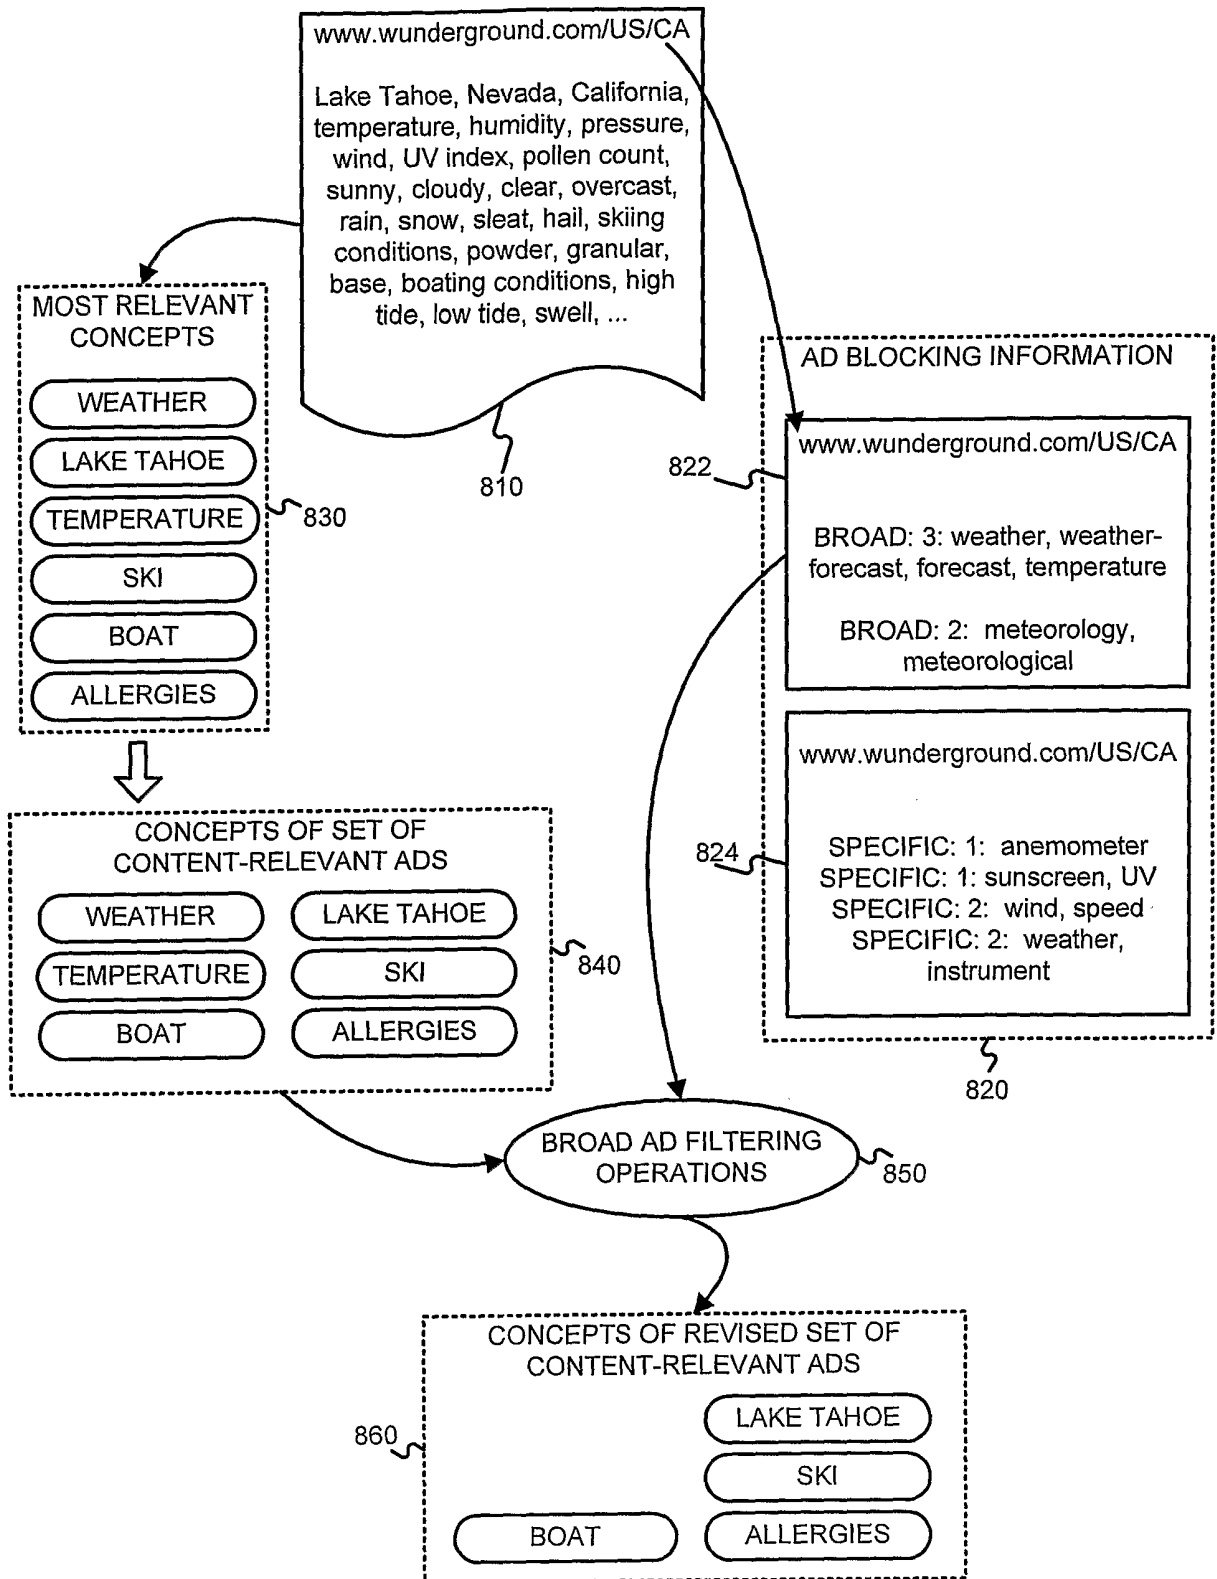 www.wunderground.com/US/CA
Lake Tahoe, Nevada, California,
temperature, humidity, pressure,
wind, UV index, pollen count,
sunny, cloudy, clear, overcast,
rain, snow, sleat, hail, skiing
conditions, powder, granular,
base, boating conditions, high
tide, low tide, swell, ...
810
MOST RELEVANT
CONCEPTS
WEATHER
LAKE TAHOE
TEMPERATURE
SKI
BOAT
ALLERGIES
830
AD BLOCKING INFORMATION
www.wunderground.com/US/CA
BROAD: 3: weather, weather-
forecast, forecast, temperature
BROAD: 2: meteorology,
meteorological
822
www.wunderground.com/US/CA
SPECIFIC: 1: anemometer
SPECIFIC: 1: sunscreen, UV
SPECIFIC: 2: wind, speed
SPECIFIC: 2: weather,
instrument
824
820
CONCEPTS OF SET OF
CONTENT-RELEVANT ADS
WEATHER
LAKE TAHOE
TEMPERATURE
SKI
BOAT
ALLERGIES
840
BROAD AD FILTERING
OPERATIONS
850
CONCEPTS OF REVISED SET OF
CONTENT-RELEVANT ADS
LAKE TAHOE
SKI
BOAT
ALLERGIES
860